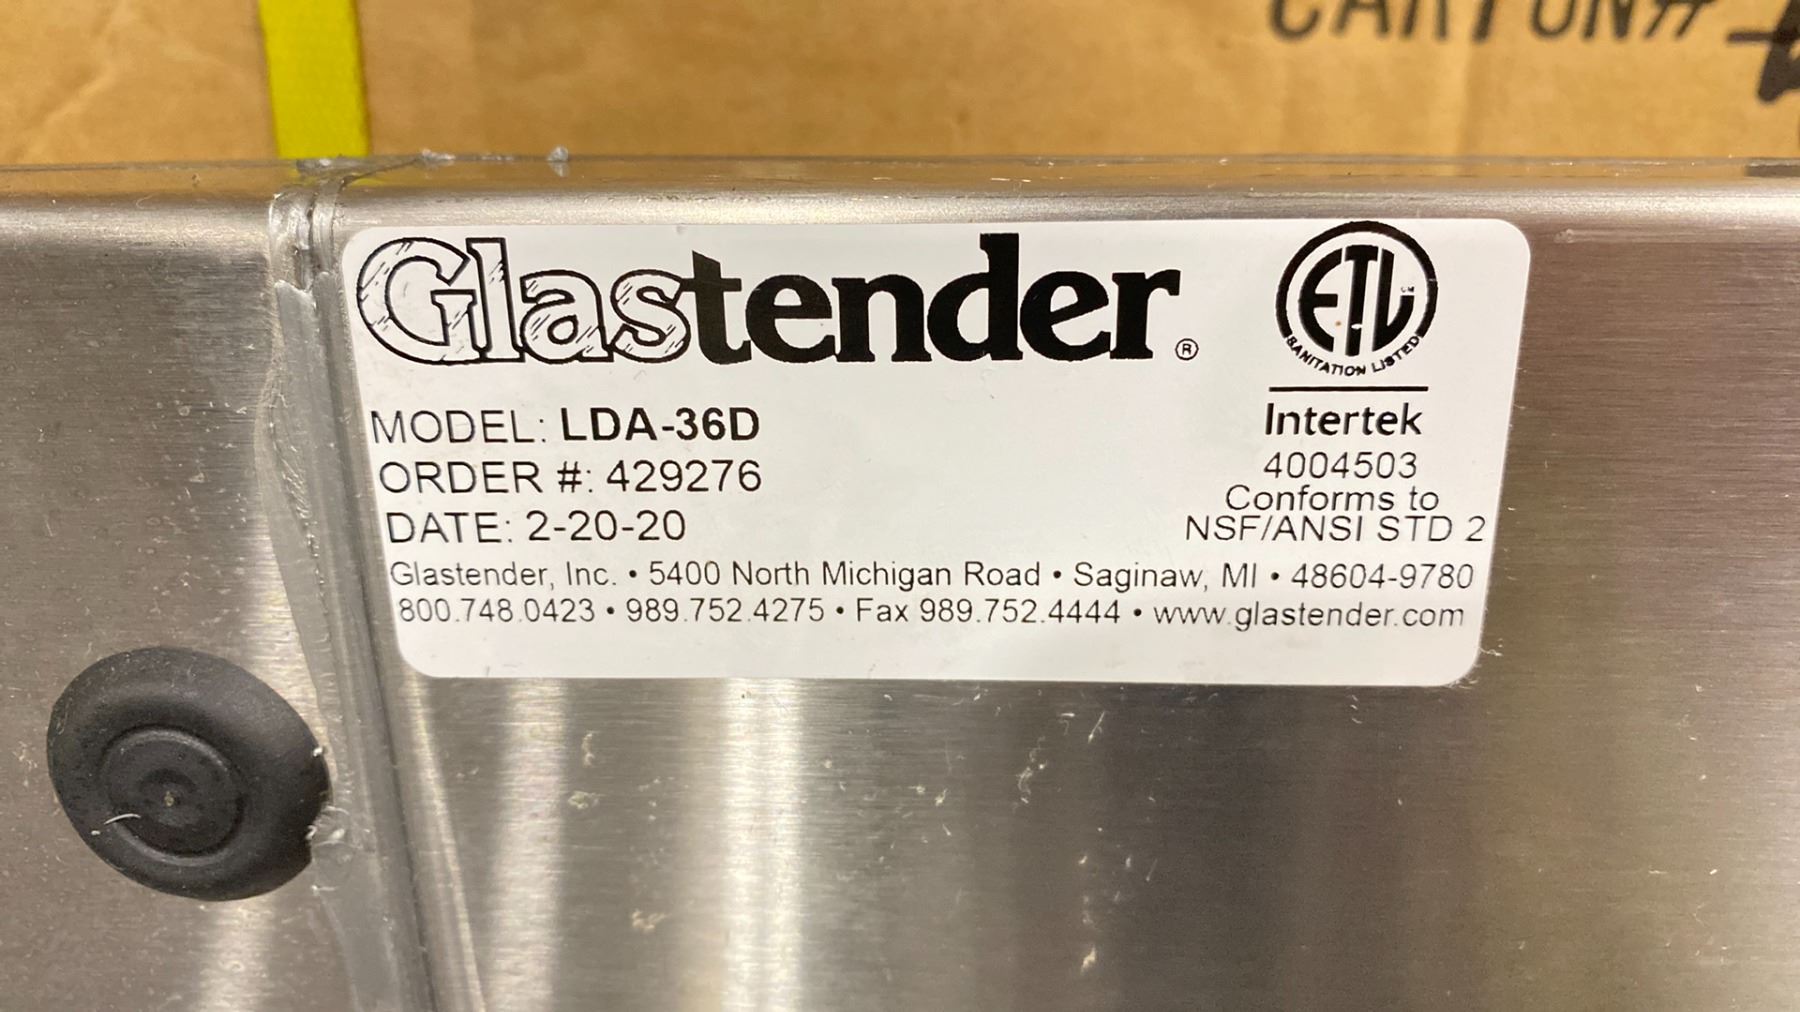 CARTON#
Glastender®
MODEL: LDA-36D
ORDER #: 429276
DATE: 2-20-20
ETL CM
SANITATION LISTED
Intertek
4004503
Conforms to
NSF/ANSI STD 2
Glastender, Inc. • 5400 North Michigan Road • Saginaw, MI • 48604-9780
800.748.0423 • 989.752.4275 • Fax 989.752.4444 • www.glastender.com